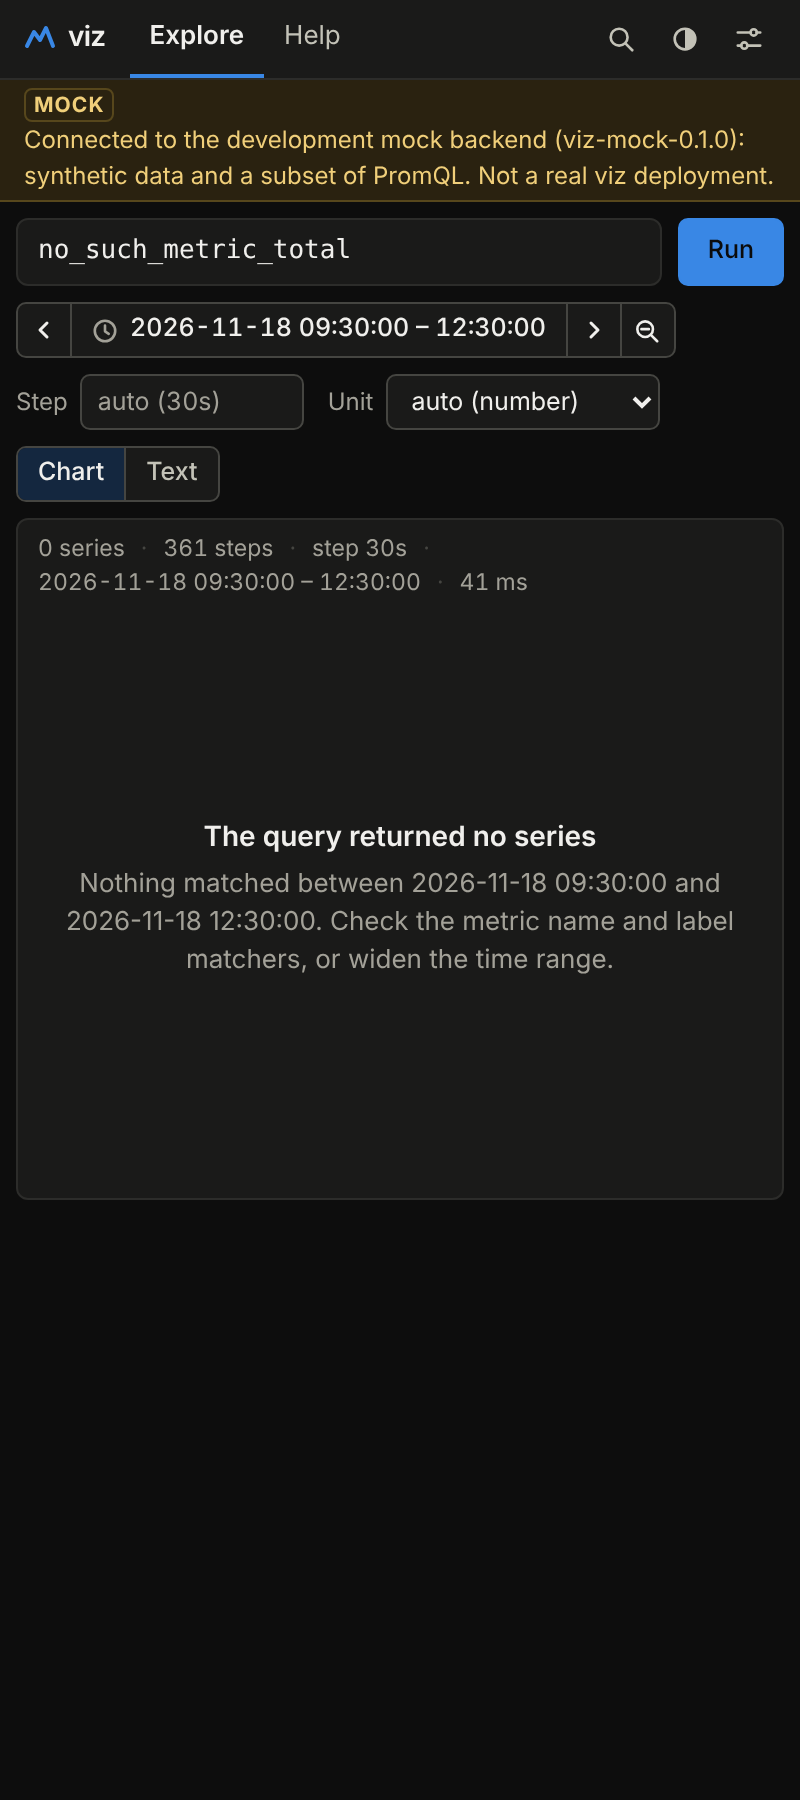 viz Explore Help
MOCK
Connected to the development mock backend (viz-mock-0.1.0):
synthetic data and a subset of PromQL. Not a real viz deployment.
no_such_metric_total Run
2026-11-18 09:30:00 – 12:30:00
Step auto (30s) Unit auto (number)
Chart Text
0 series · 361 steps · step 30s ·
2026-11-18 09:30:00 – 12:30:00 · 41 ms
The query returned no series
Nothing matched between 2026-11-18 09:30:00 and
2026-11-18 12:30:00. Check the metric name and label
matchers, or widen the time range.